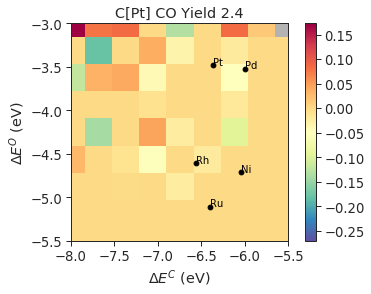 C[Pt] CO Yield 2.4
−3.0
−3.5
−4.0
−4.5
−5.0
−5.5
ΔE^O (eV)
Pt
Pd
Rh
Ni
Ru
−8.0 −7.5 −7.0 −6.5 −6.0 −5.5
ΔE^C (eV)
0.15
0.10
0.05
0.00
−0.05
−0.10
−0.15
−0.20
−0.25